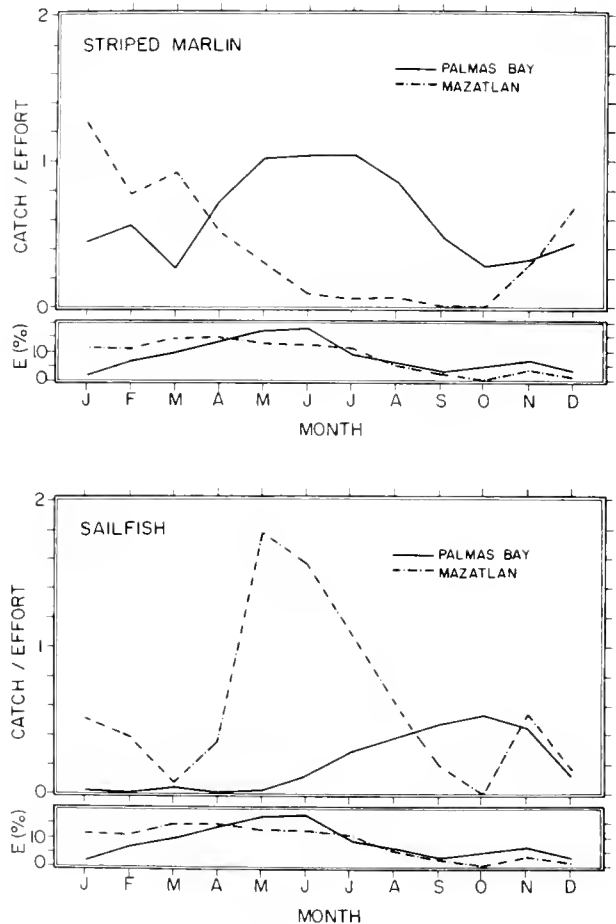 2
STRIPED MARLIN
PALMAS BAY
MAZATLAN
CATCH / EFFORT
1
0
E (%)
10
0
J F M A M J J A S O N D
MONTH
2
SAILFISH
PALMAS BAY
MAZATLAN
CATCH / EFFORT
1
0
E (%)
10
0
J F M A M J J A S O N D
MONTH